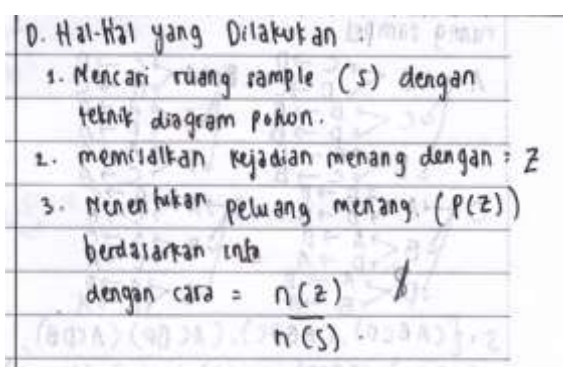 D. Hal-Hal yang Dilakukan :
1. Mencari ruang sample (S) dengan
teknik diagram pohon.
2. memisalkan kejadian menang dengan : Z
3. Menentukan peluang menang (P(Z))
berdasarkan info
dengan cara = n(z)
n(S) .